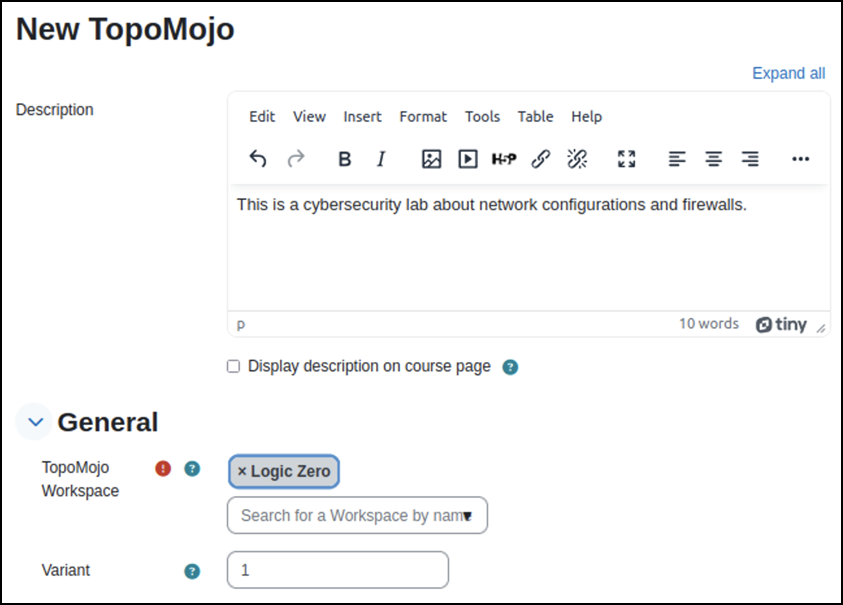 New TopoMojo
Expand all
Description
Edit View Insert Format Tools Table Help
B I H5P ...
This is a cybersecurity lab about network configurations and firewalls.
p 10 words tiny
Display description on course page ?
General
TopoMojo Workspace ! ? × Logic Zero
Search for a Workspace by name
Variant ? 1